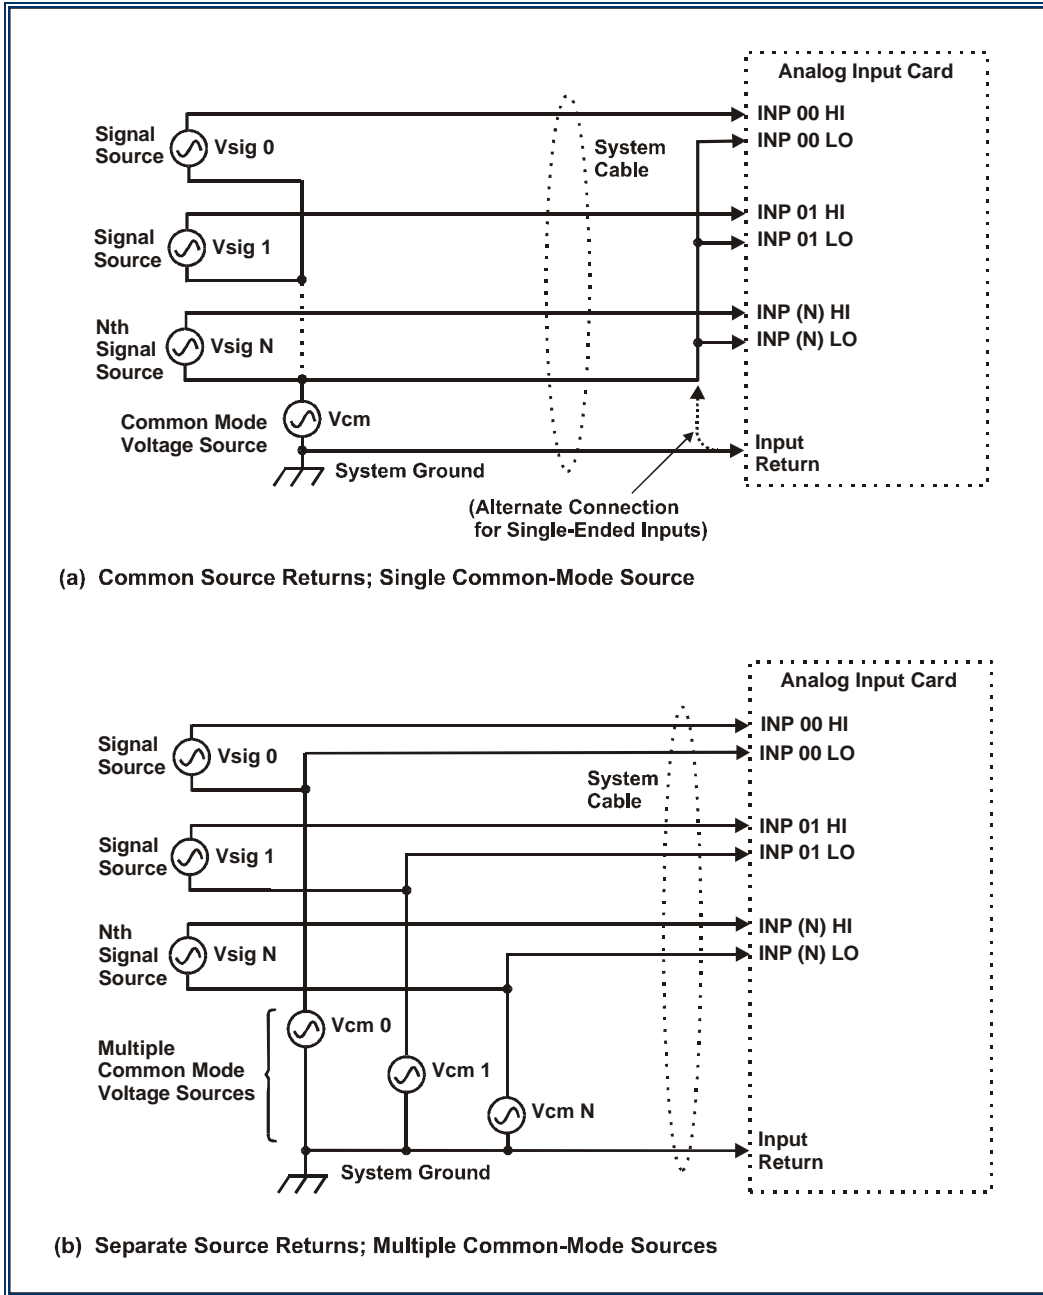 Analog Input Card
INP 00 HI
INP 00 LO
Signal
Source
Vsig 0
System
Cable
INP 01 HI
INP 01 LO
Signal
Source
Vsig 1
INP (N) HI
INP (N) LO
Nth
Signal
Source
Vsig N
Common Mode
Voltage Source
Vcm
Input
Return
System Ground
(Alternate Connection
for Single-Ended Inputs)
(a) Common Source Returns; Single Common-Mode Source
Analog Input Card
INP 00 HI
INP 00 LO
Signal
Source
Vsig 0
System
Cable
INP 01 HI
INP 01 LO
Signal
Source
Vsig 1
INP (N) HI
INP (N) LO
Nth
Signal
Source
Vsig N
Vcm 0
Multiple
Common Mode
Voltage Sources
Vcm 1
Vcm N
Input
Return
System Ground
(b) Separate Source Returns; Multiple Common-Mode Sources